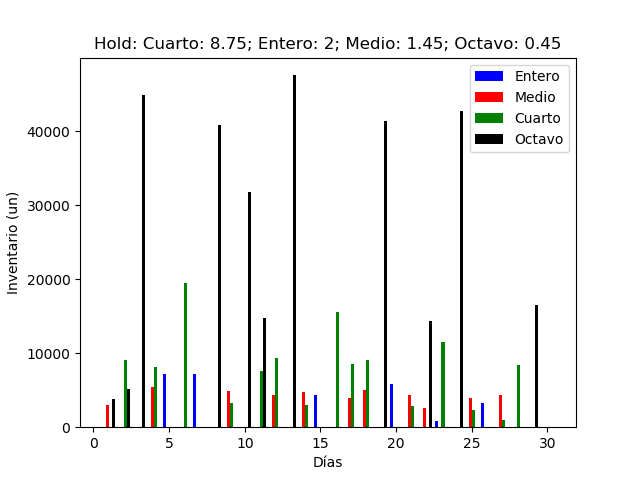 Hold: Cuarto: 8.75; Entero: 2; Medio: 1.45; Octavo: 0.45
Entero
Medio
Cuarto
Octavo
Inventario (un)
40000
30000
20000
10000
0
0 5 10 15 20 25 30
Días